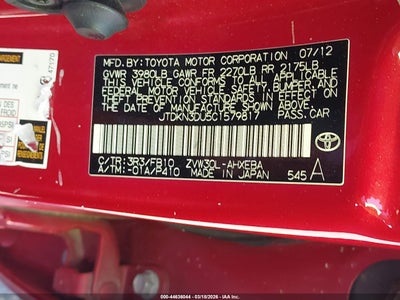 MFD.BY:TOYOTA MOTOR CORPORATION 07/12
GVWR 3980LB GAWR FR 2270LB RR 2175LB
THIS VEHICLE CONFORMS TO ALL APPLICABLE
FEDERAL MOTOR VEHICLE SAFETY, BUMPER, AND
THEFT PREVENTION STANDARDS IN EFFECT ON
THE DATE OF MANUFACTURE SHOWN ABOVE.
JTDKN3DU5C1579817 PASS.CAR
C/TR:3R3/FB10 ZVW30L-AHXEBA
A/TM:-01A/P410 MADE IN JAPAN 545 A
47170
DES
©44638044 - 03/18/2026 - IAA Inc.